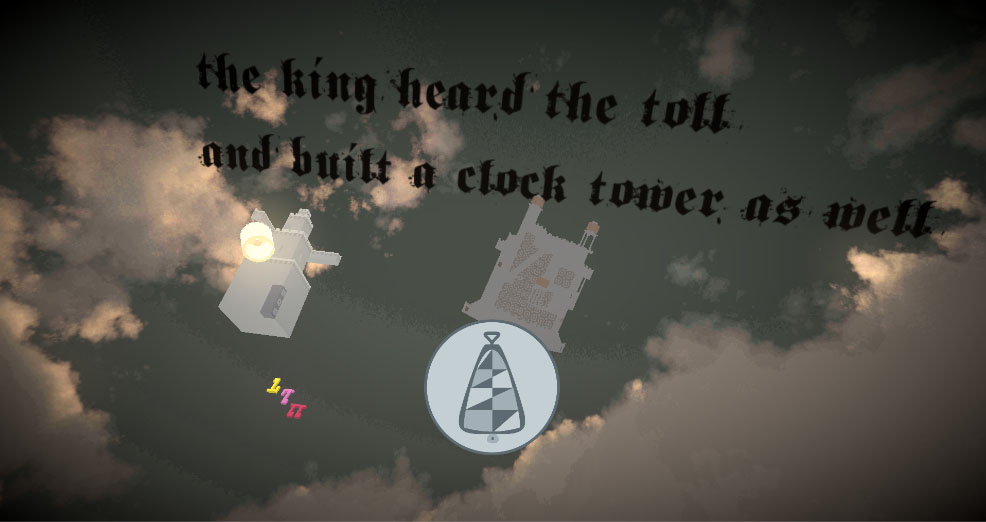 the king heard the toll
and built a clock tower as well